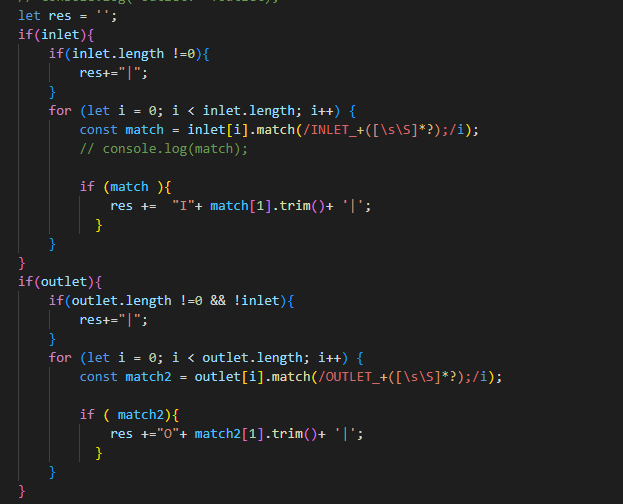 let res = '';
if(inlet){
if(inlet.length !=0){
res+="|";
}
for (let i = 0; i < inlet.length; i++) {
const match = inlet[i].match(/INLET_+([\s\S]*?);/i);
// console.log(match);
if (match ){
res += "I"+ match[1].trim()+ '|';
}
}
}
if(outlet){
if(outlet.length !=0 && !inlet){
res+="|";
}
for (let i = 0; i < outlet.length; i++) {
const match2 = outlet[i].match(/OUTLET_+([\s\S]*?);/i);
if ( match2){
res +="O"+ match2[1].trim()+ '|';
}
}
}